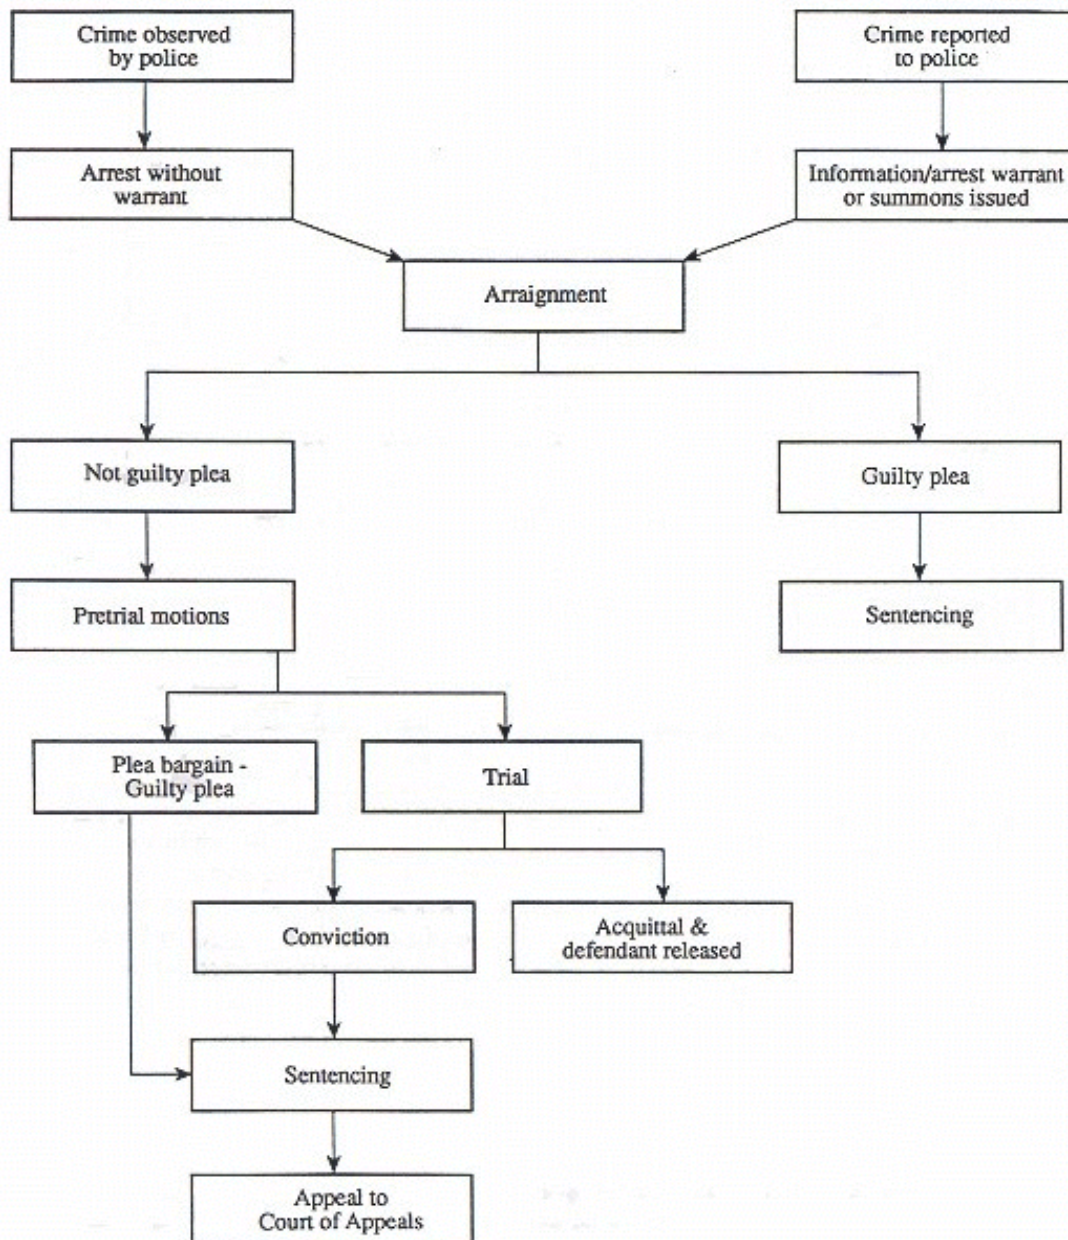 Crime observed
by police
Crime reported
to police
Arrest without
warrant
Information/arrest warrant
or summons issued
Arraignment
Not guilty plea
Guilty plea
Pretrial motions
Sentencing
Plea bargain -
Guilty plea
Trial
Conviction
Acquittal &
defendant released
Sentencing
Appeal to
Court of Appeals